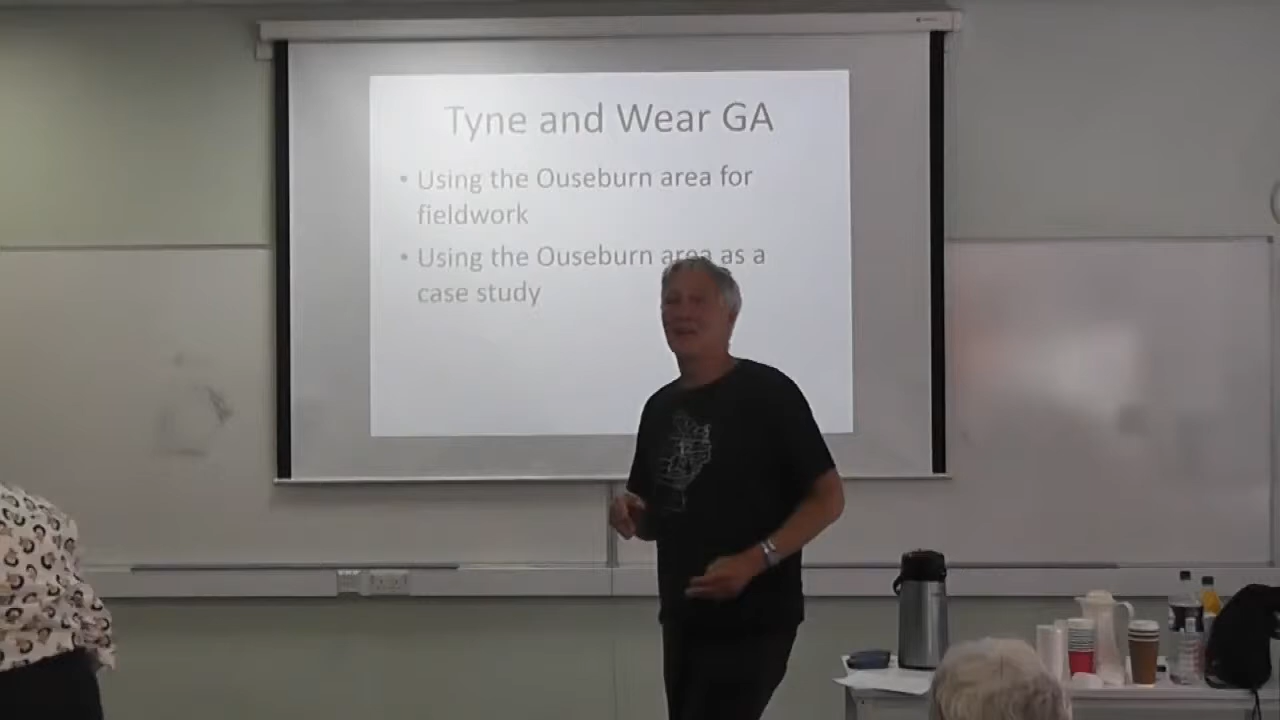 Tyne and Wear GA
• Using the Ouseburn area for
fieldwork
• Using the Ouseburn area as a
case study